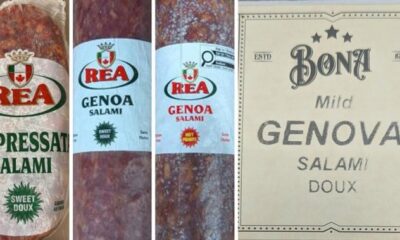 REA
PRESSAT
SALAMI
SWEET
DOUX
REA
GENOA
SALAMI
SWEET
DOUX
REA
GENOA
SALAMI
HOT
PIQUANT
ESTD
BONA
Mild
GENOVA
SALAMI
DOUX